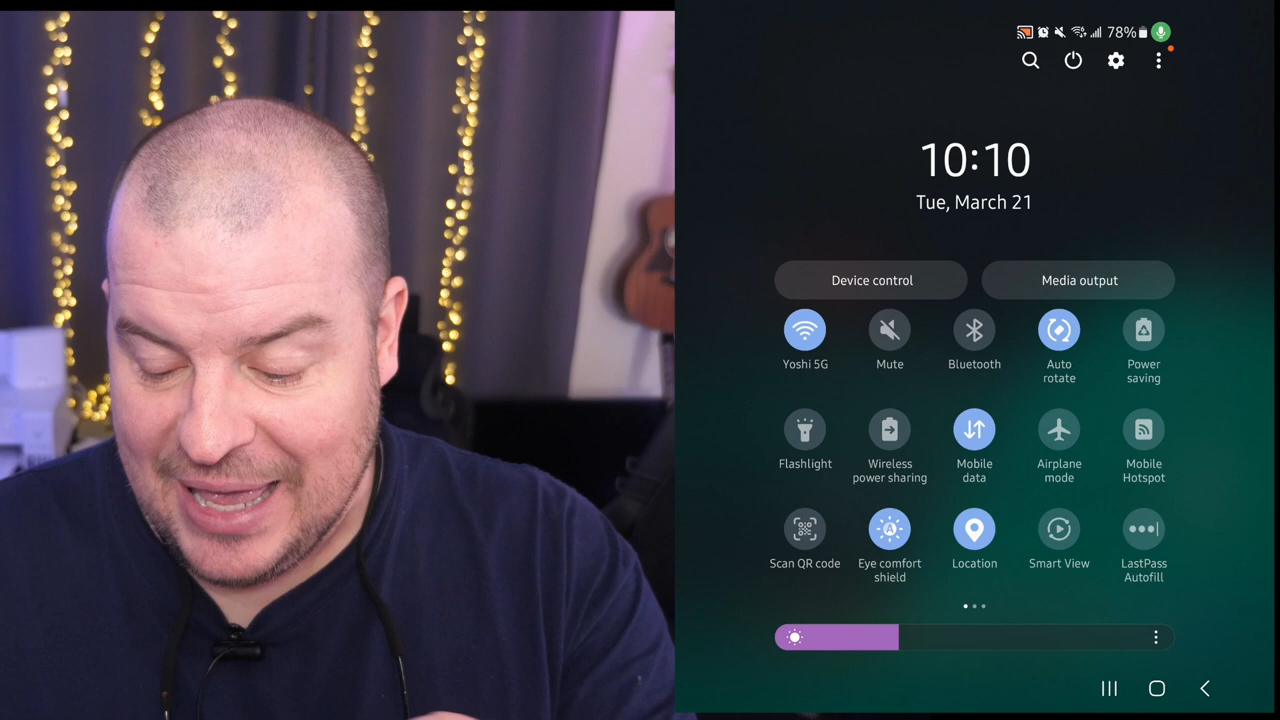 78%
10:10
Tue, March 21
Device control
Media output
Yoshi 5G
Mute
Bluetooth
Auto
rotate
Power
saving
Flashlight
Wireless
power sharing
Mobile
data
Airplane
mode
Mobile
Hotspot
Scan QR code
Eye comfort
shield
Location
Smart View
LastPass
Autofill